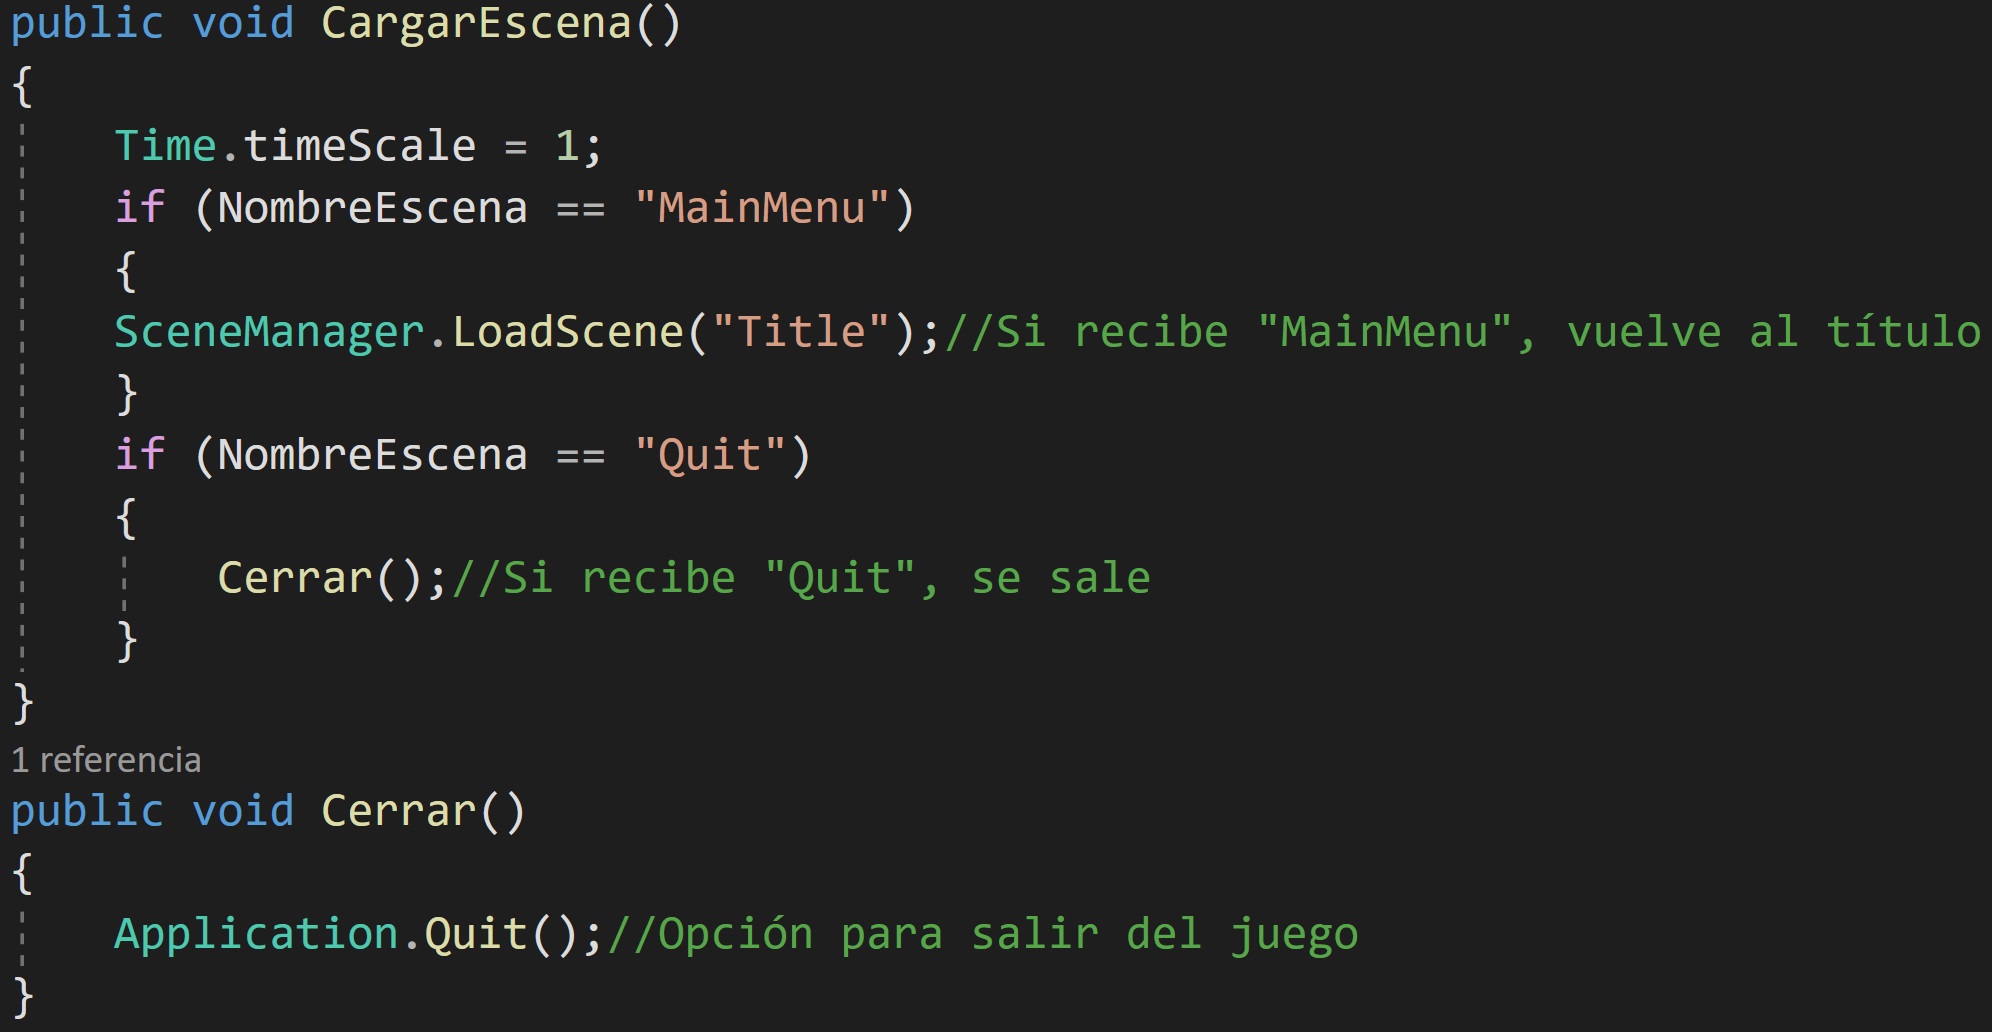 public void CargarEscena()
{
Time.timeScale = 1;
if (NombreEscena == "MainMenu")
{
SceneManager.LoadScene("Title");//Si recibe "MainMenu", vuelve al título
}
if (NombreEscena == "Quit")
{
Cerrar();//Si recibe "Quit", se sale
}
}
1 referencia
public void Cerrar()
{
Application.Quit();//Opción para salir del juego
}